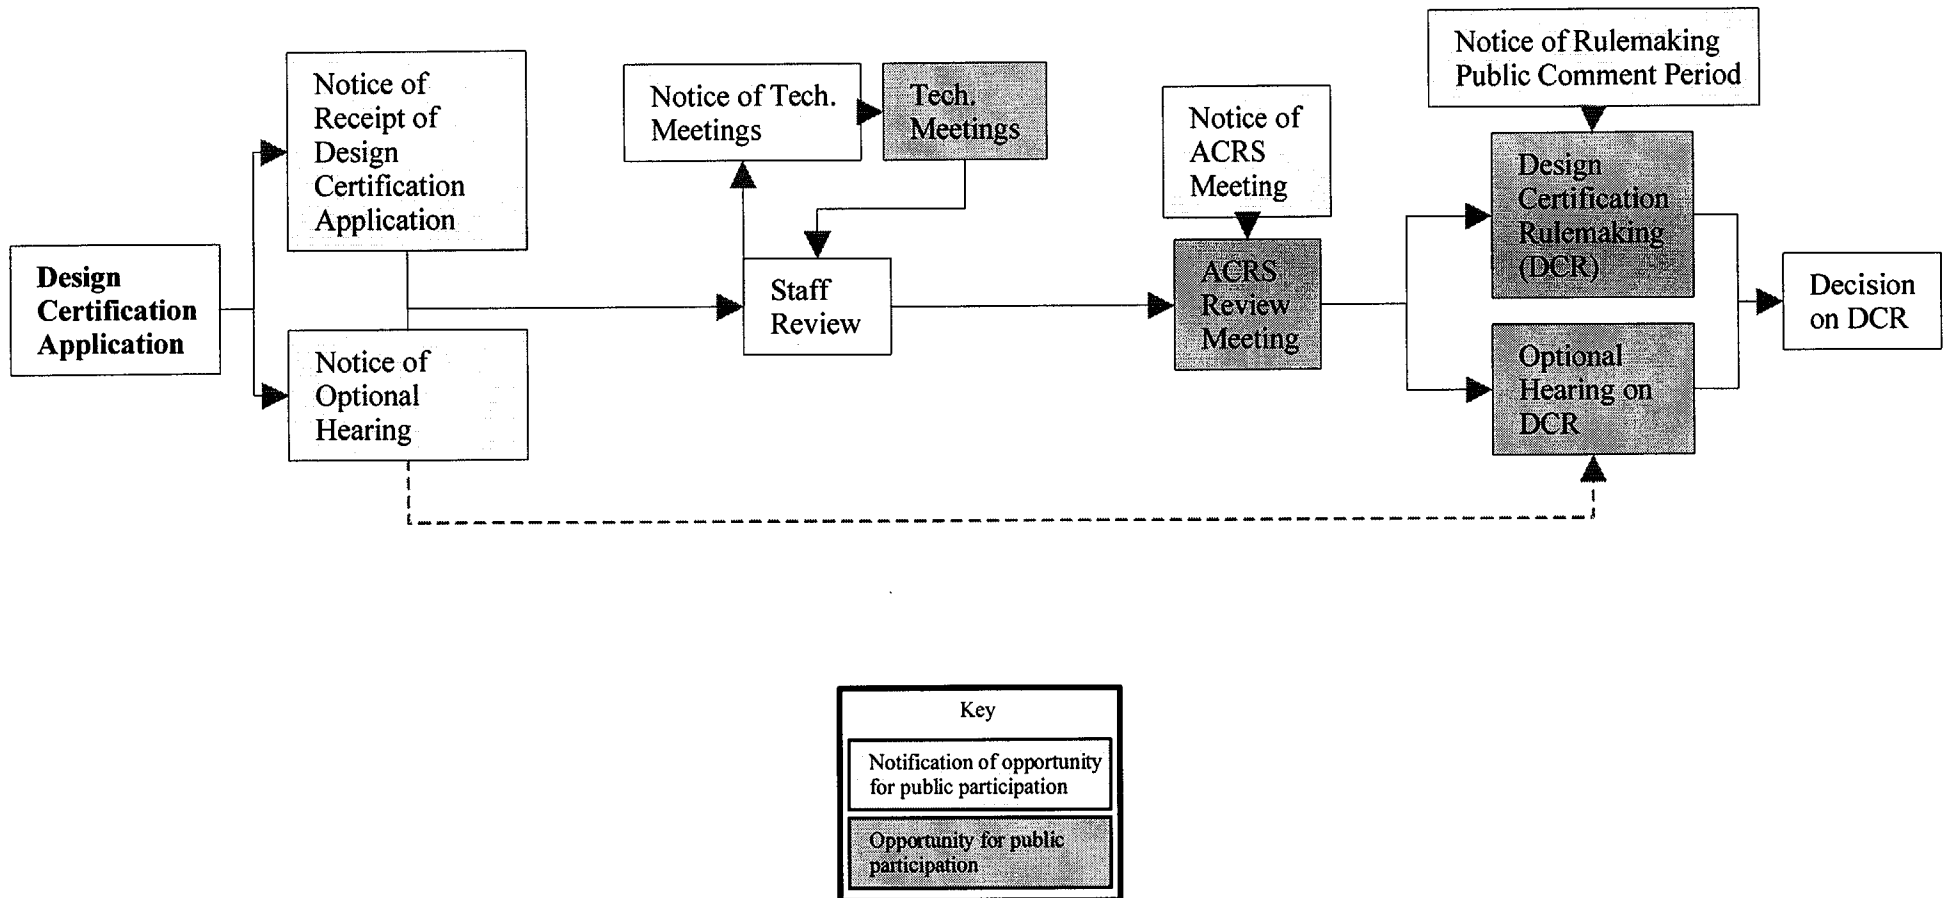 Design
Certification
Application
Notice of
Receipt of
Design
Certification
Application
Notice of
Optional
Hearing
Notice of Tech.
Meetings
Tech.
Meetings
Staff
Review
Notice of
ACRS
Meeting
ACRS
Review
Meeting
Notice of Rulemaking
Public Comment Period
Design
Certification
Rulemaking
(DCR)
Optional
Hearing on
DCR
Decision
on DCR
Key
Notification of opportunity
for public participation
Opportunity for public
participation